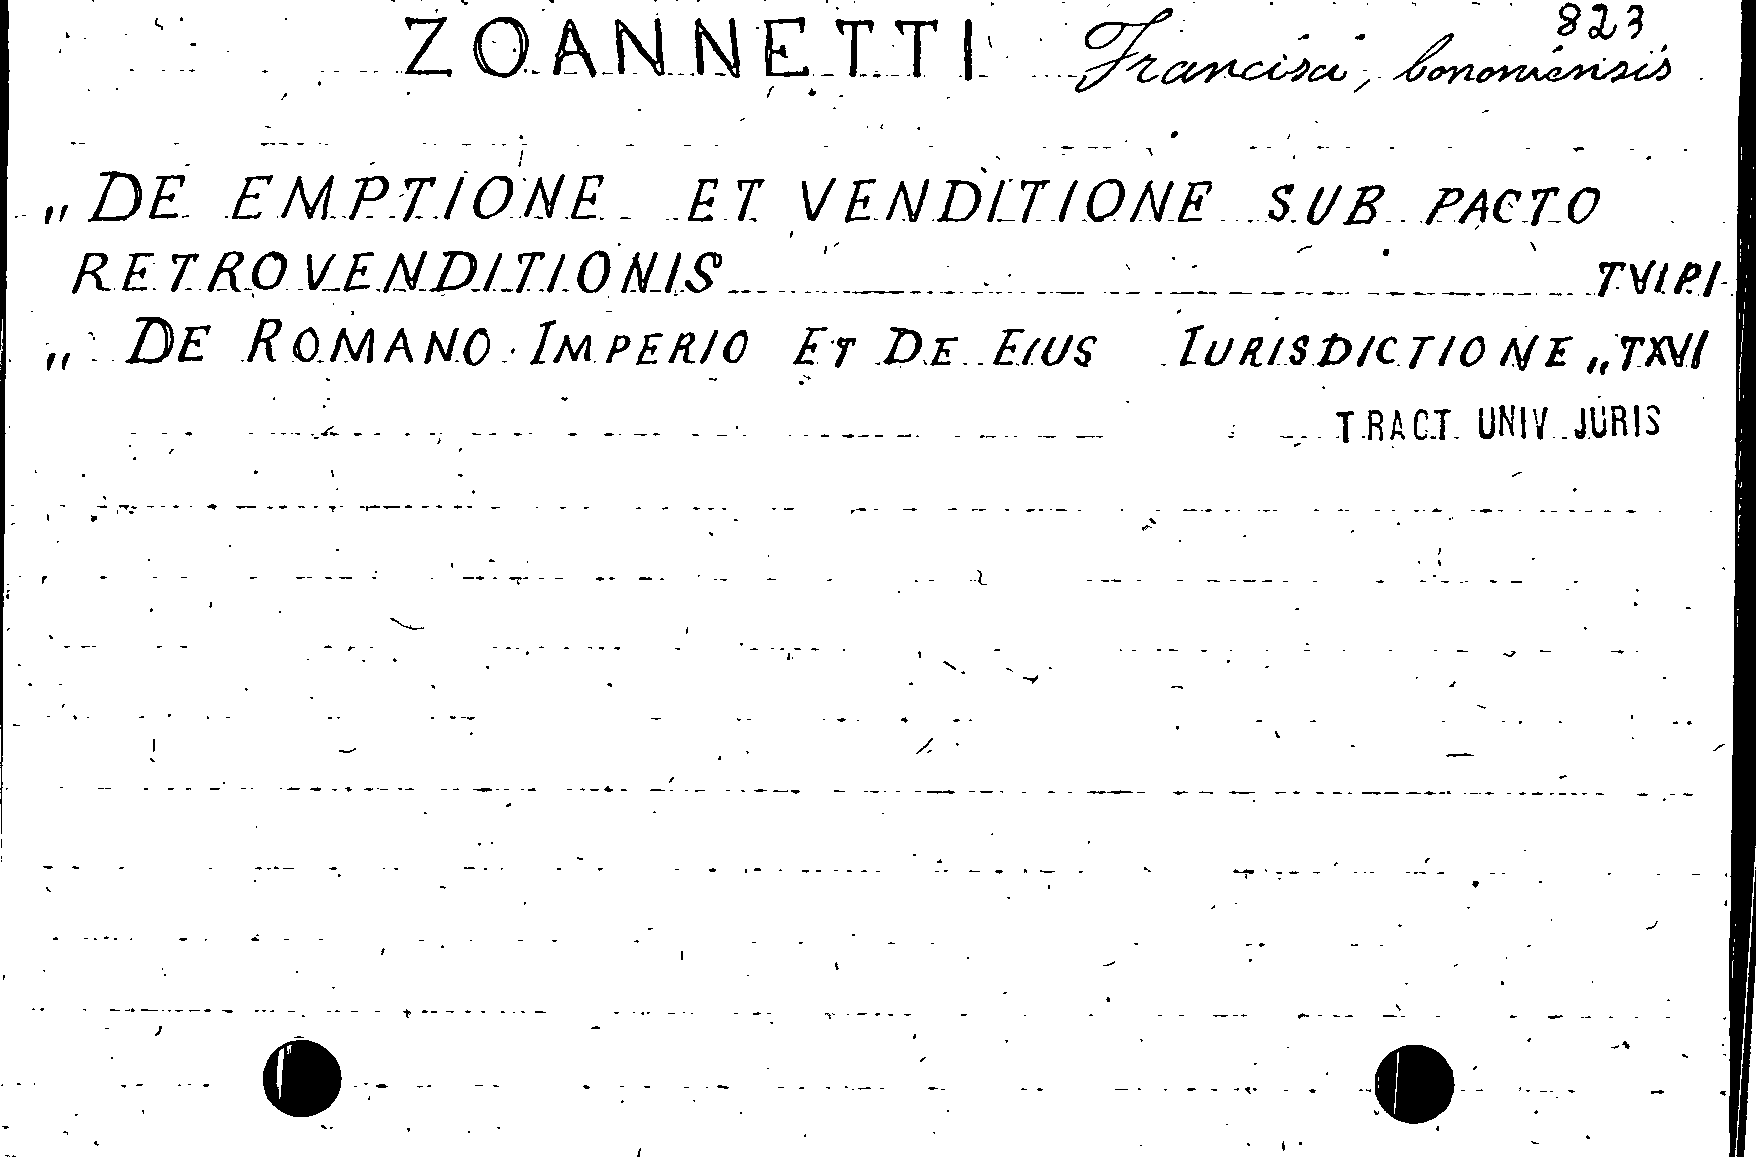 823
ZOANNETTI Francisci, bononiensis
„ DE EMPTIONE ET VENDITIONE SUB PACTO
RETROVENDITIONIS TVI P.I
„ DE ROMANO IMPERIO ET DE EIUS IURISDICTIONE „ TXVI
TRACT. UNIV. JURIS